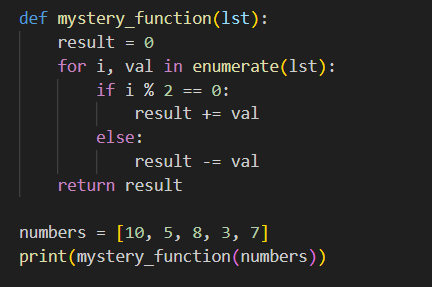 def mystery_function(lst):
    result = 0
    for i, val in enumerate(lst):
        if i % 2 == 0:
            result += val
        else:
            result -= val
    return result

numbers = [10, 5, 8, 3, 7]
print(mystery_function(numbers))